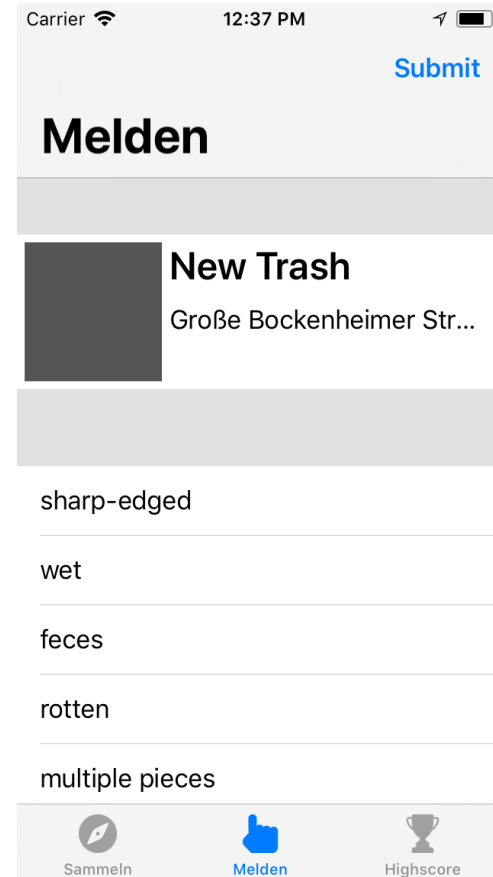 Carrier 12:37 PM
Submit
Melden
New Trash
Große Bockenheimer Str...
sharp-edged
wet
feces
rotten
multiple pieces
Sammeln Melden Highscore